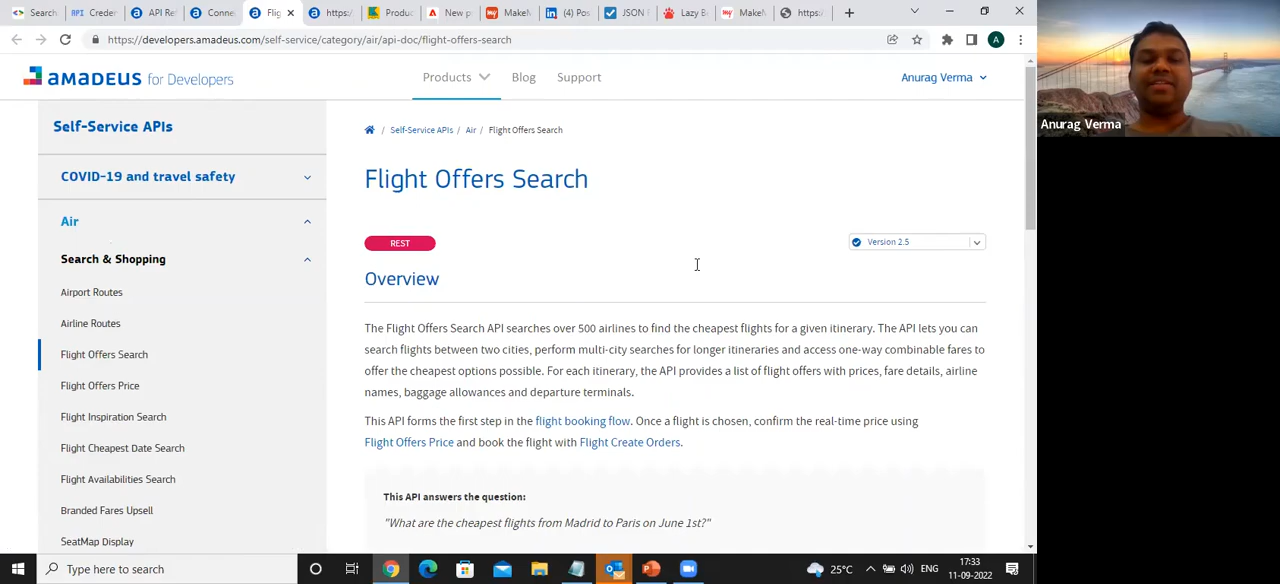 Search
API Creden
API Re
Conne
Flig
https:/
Produc
New p
MakeM
(4) Pos
JSON F
Lazy B
MakeM
https:/
https://developers.amadeus.com/self-service/category/air/api-doc/flight-offers-search
A
amadeus for Developers
Products
Blog
Support
Anurag Verma
Anurag Verma
Self-Service APIs
COVID-19 and travel safety
Air
Search & Shopping
Airport Routes
Airline Routes
Flight Offers Search
Flight Offers Price
Flight Inspiration Search
Flight Cheapest Date Search
Flight Availabilities Search
Branded Fares Upsell
SeatMap Display
/ Self-Service APIs / Air / Flight Offers Search
Flight Offers Search
REST
Version 2.5
Overview
The Flight Offers Search API searches over 500 airlines to find the cheapest flights for a given itinerary. The API lets you can
search flights between two cities, perform multi-city searches for longer itineraries and access one-way combinable fares to
offer the cheapest options possible. For each itinerary, the API provides a list of flight offers with prices, fare details, airline
names, baggage allowances and departure terminals.
This API forms the first step in the flight booking flow. Once a flight is chosen, confirm the real-time price using
Flight Offers Price and book the flight with Flight Create Orders.
This API answers the question:
"What are the cheapest flights from Madrid to Paris on June 1st?"
Type here to search
25°C
ENG
17:33
11-09-2022